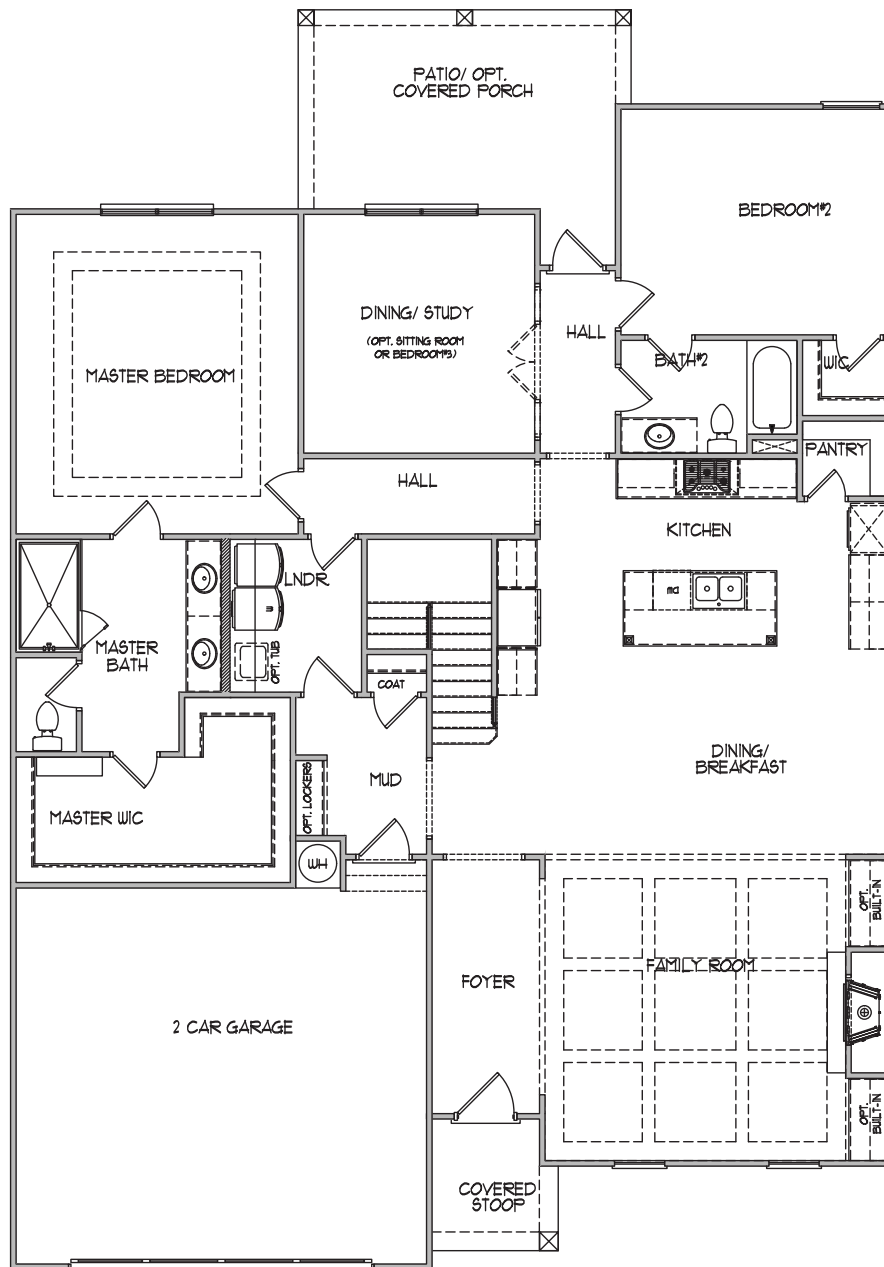 PATIO/ OPT.
COVERED PORCH
BEDROOM#2
DINING/ STUDY
(OPT. SITTING ROOM
OR BEDROOM#3)
HALL
BATH#2
WIC
MASTER BEDROOM
PANTRY
HALL
KITCHEN
LNDR
W
OPT. TUB
MASTER
BATH
COAT
DW
DINING/
BREAKFAST
MUD
OPT. LOCKERS
MASTER WIC
WH
OPT.
BUILT-IN
FAMILY ROOM
FOYER
2 CAR GARAGE
OPT.
BUILT-IN
COVERED
STOOP